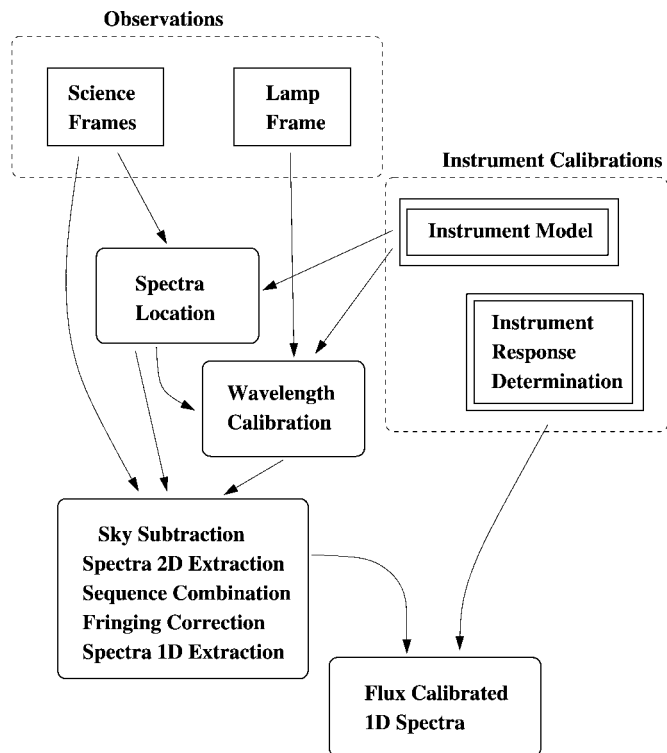 Observations
Science
Frames
Lamp
Frame
Instrument Calibrations
Instrument Model
Spectra
Location
Instrument
Response
Determination
Wavelength
Calibration
Sky Subtraction
Spectra 2D Extraction
Sequence Combination
Fringing Correction
Spectra 1D Extraction
Flux Calibrated
1D Spectra